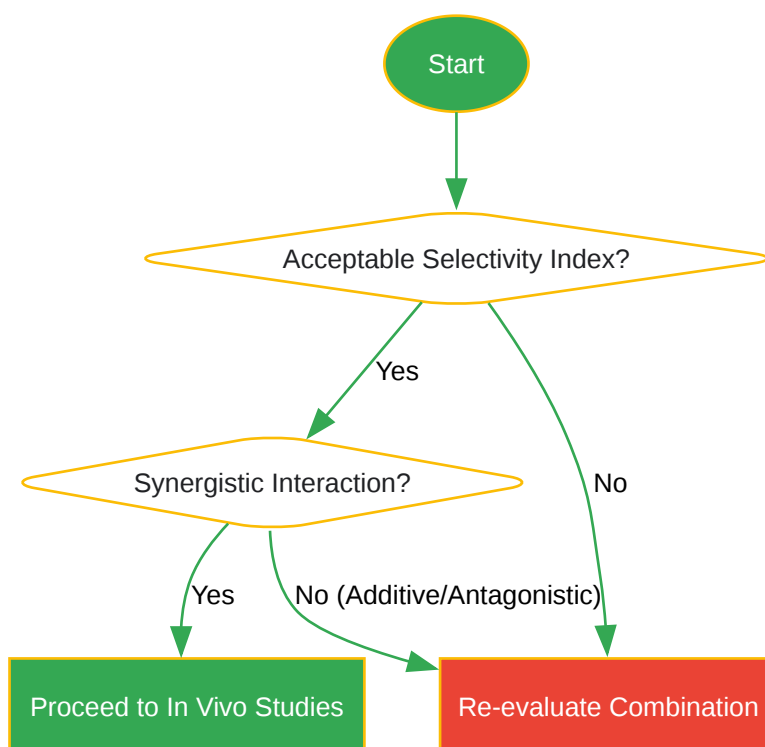 Start
Acceptable Selectivity Index?
Yes
Synergistic Interaction?
No
Yes
No (Additive/Antagonistic)
Proceed to In Vivo Studies
Re-evaluate Combination